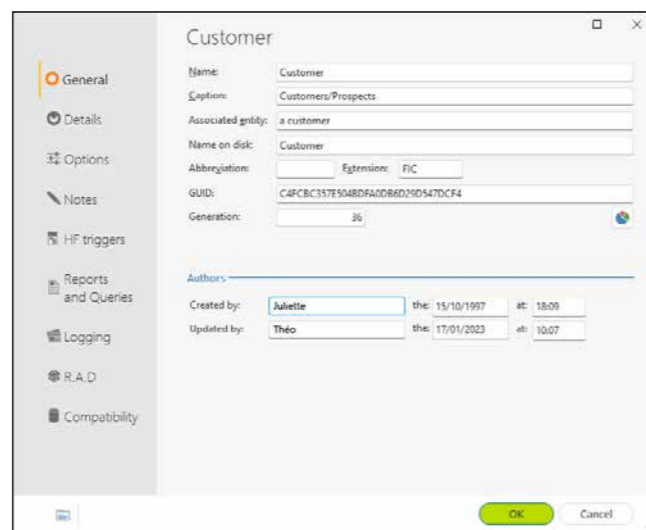 Customer
General
Details
Options
Notes
HF triggers
Reports
and Queries
Logging
R.A.D
Compatibility
Name: Customer
Caption: Customers/Prospects
Associated entity: a customer
Name on disk: Customer
Abbreviation: Extension: FIC
GUID: C4FCBC357E504BDFA0DB6D29D547DCF4
Generation: 36
Authors
Created by: Juliette the: 15/10/1997 at: 18:09
Updated by: Théo the: 17/01/2023 at: 10:07
OK Cancel